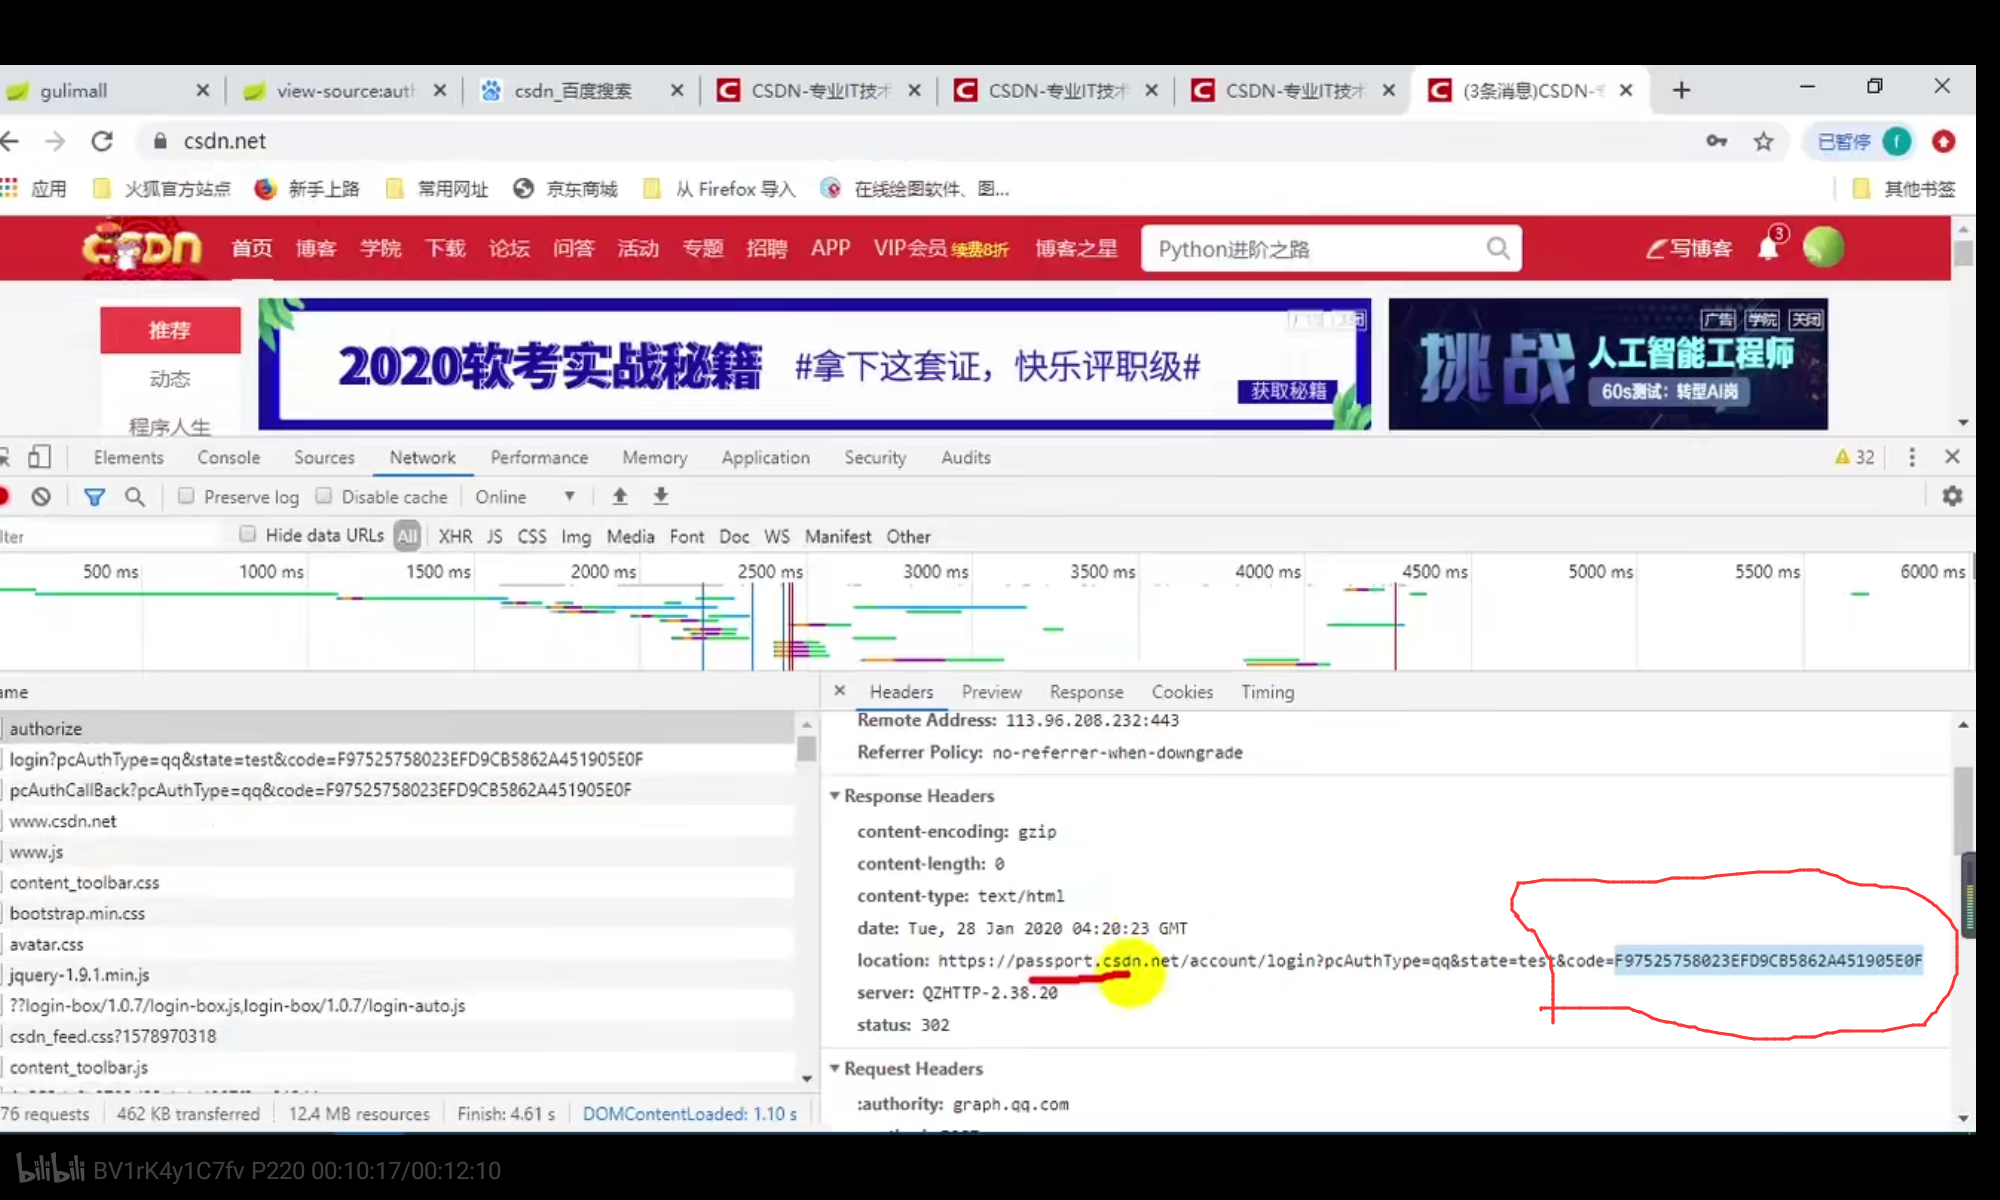 gulimall
view-source:auth
csdn_百度搜索
CSDN-专业IT技术
CSDN-专业IT技术
CSDN-专业IT技术
(3条消息)CSDN-
csdn.net
已暂停
f
应用
火狐官方站点
新手上路
常用网址
京东商城
从 Firefox 导入
在线绘图软件、图...
其他书签
CSDN
首页 博客 学院 下载 论坛 问答 活动 专题 招聘 APP VIP会员 续费8折 博客之星
Python进阶之路
写博客
3
推荐
动态
程序人生
2020软考实战秘籍
#拿下这套证，快乐评职级#
获取秘籍
广告 学院 关闭
挑战
人工智能工程师
60s测试：转型AI岗
Elements Console Sources Network Performance Memory Application Security Audits
32
Preserve log Disable cache Online
lter
Hide data URLs All XHR JS CSS Img Media Font Doc WS Manifest Other
500 ms 1000 ms 1500 ms 2000 ms 2500 ms 3000 ms 3500 ms 4000 ms 4500 ms 5000 ms 5500 ms 6000 ms
ame
authorize
login?pcAuthType=qq&state=test&code=F97525758023EFD9CB5862A451905E0F
pcAuthCallBack?pcAuthType=qq&code=F97525758023EFD9CB5862A451905E0F
www.csdn.net
www.js
content_toolbar.css
bootstrap.min.css
avatar.css
jquery-1.9.1.min.js
??login-box/1.0.7/login-box.js,login-box/1.0.7/login-auto.js
csdn_feed.css?1578970318
content_toolbar.js
76 requests 462 KB transferred 12.4 MB resources Finish: 4.61 s DOMContentLoaded: 1.10 s
Headers Preview Response Cookies Timing
Remote Address: 113.96.208.232:443
Referrer Policy: no-referrer-when-downgrade
Response Headers
content-encoding: gzip
content-length: 0
content-type: text/html
date: Tue, 28 Jan 2020 04:20:23 GMT
location: https://passport.csdn.net/account/login?pcAuthType=qq&state=test&code=F97525758023EFD9CB5862A451905E0F
server: QZHTTP-2.38.20
status: 302
Request Headers
:authority: graph.qq.com
bilibili BV1rK4y1C7fv P220 00:10:17/00:12:10